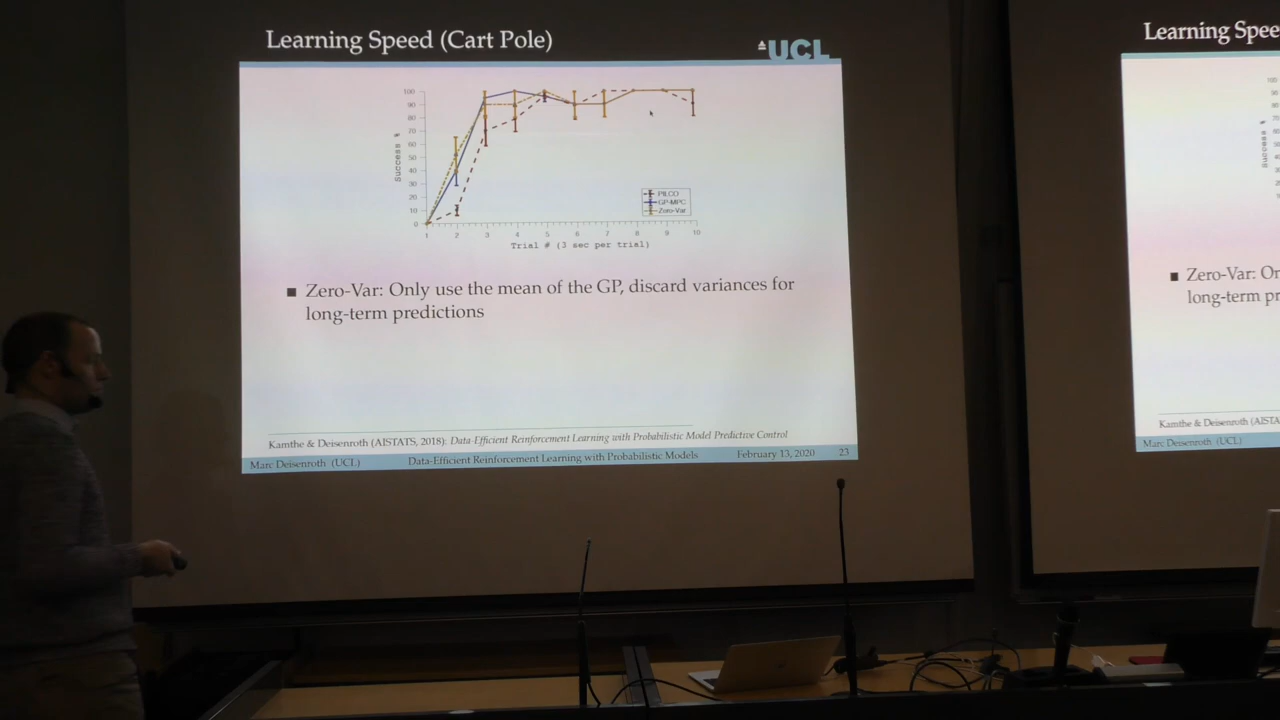 Learning Speed (Cart Pole)
UCL
100
90
80
70
60
50
40
30
20
10
0
Success %
1 2 3 4 5 6 7 8 9 10
Trial # (3 sec per trial)
PILCO
GP-MPC
Zero-Var
■ Zero-Var: Only use the mean of the GP, discard variances for
long-term predictions
Kamthe & Deisenroth (AISTATS, 2018): Data-Efficient Reinforcement Learning with Probabilistic Model Predictive Control
Marc Deisenroth (UCL) Data-Efficient Reinforcement Learning with Probabilistic Models February 13, 2020 23
Learning Spee
Success %
■ Zero-Var: Or
long-term pr
Kamthe & Deisenroth (AISTA
Marc Deisenroth (UCL)